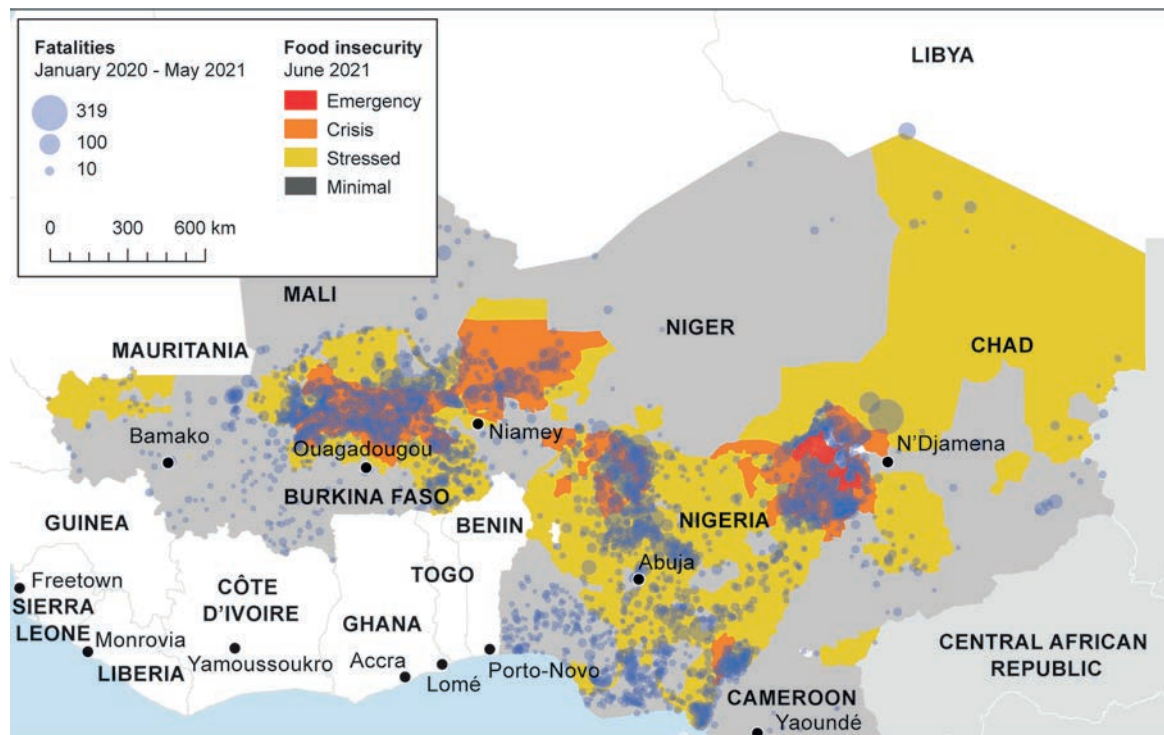 Fatalities
January 2020 - May 2021
319
100
10
0 300 600 km
Food insecurity
June 2021
Emergency
Crisis
Stressed
Minimal
LIBYA
MALI
NIGER
MAURITANIA
CHAD
Niamey
Bamako
Ouagadougou
N'Djamena
BURKINA FASO
GUINEA
BENIN
NIGERIA
Abuja
TOGO
Freetown
CÔTE
D'IVOIRE
SIERRA
LEONE
GHANA
Monrovia
CENTRAL AFRICAN
REPUBLIC
LIBERIA
Yamoussoukro
Accra
Lomé
Porto-Novo
CAMEROON
Yaoundé